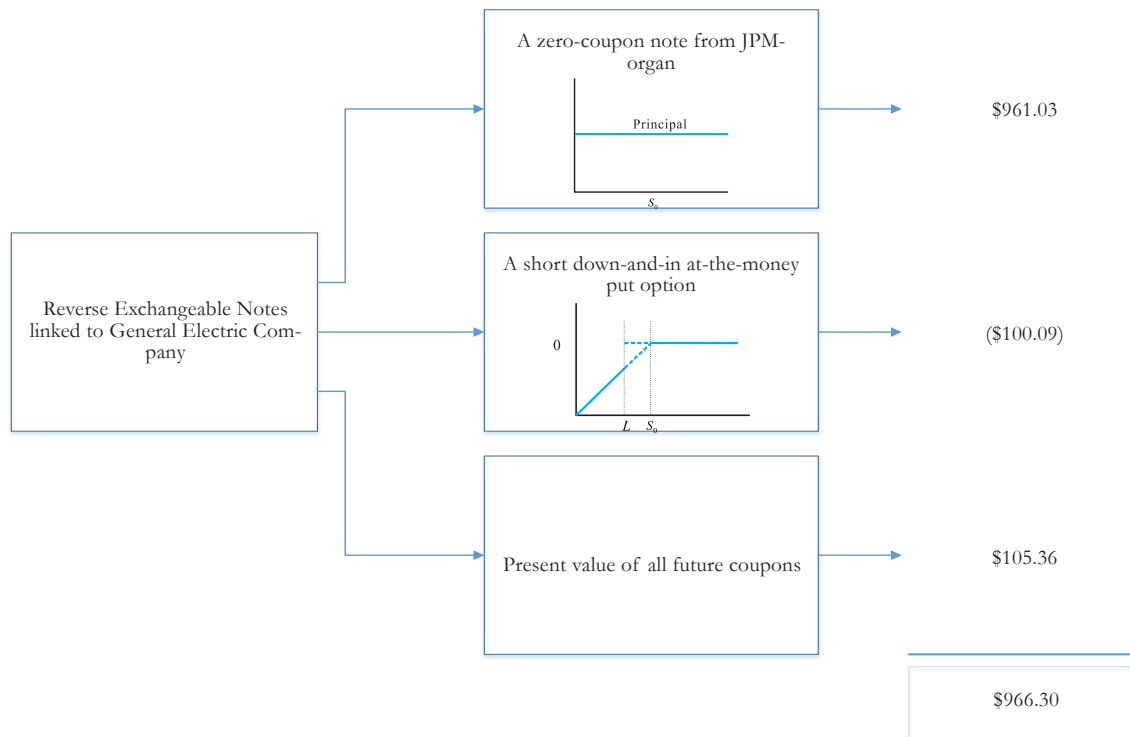 A zero-coupon note from JPM-
organ
Principal
S₀
$961.03
Reverse Exchangeable Notes
linked to General Electric Com-
pany
A short down-and-in at-the-money
put option
0
L S₀
($100.09)
Present value of all future coupons
$105.36
$966.30